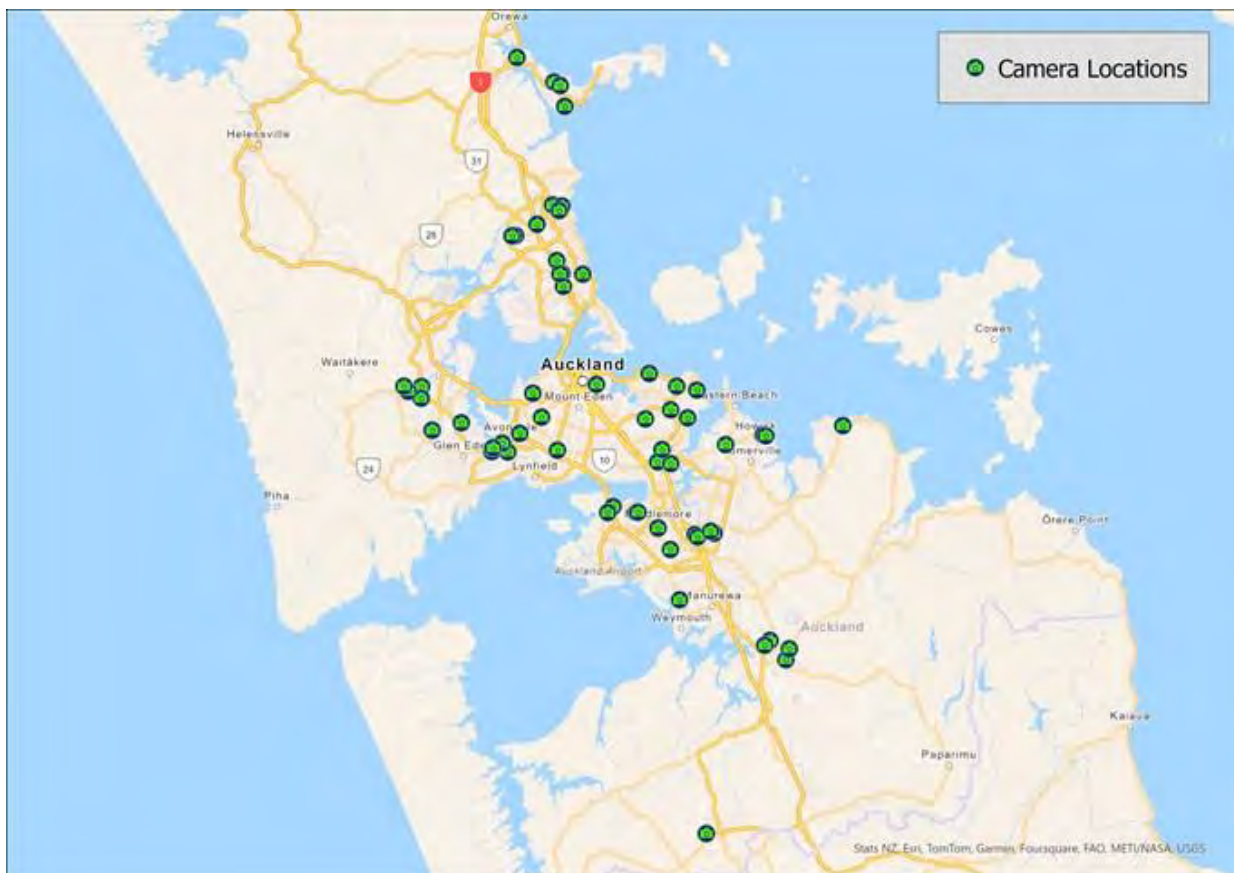 Orewa
Camera Locations
1
Helensville
31
28
Cowes
Waitākere
Auckland
Mount Eden
Eastern Beach
Avondale
Howick
Glen Eden
Somerville
Lynfield
10
24
Piha
Middlemore
Ōrere Point
Auckland Airport
Manurewa
Weymouth
Auckland
Kaiaua
Paparimu
Stats NZ, Esri, TomTom, Garmin, Foursquare, FAO, METI/NASA, USGS